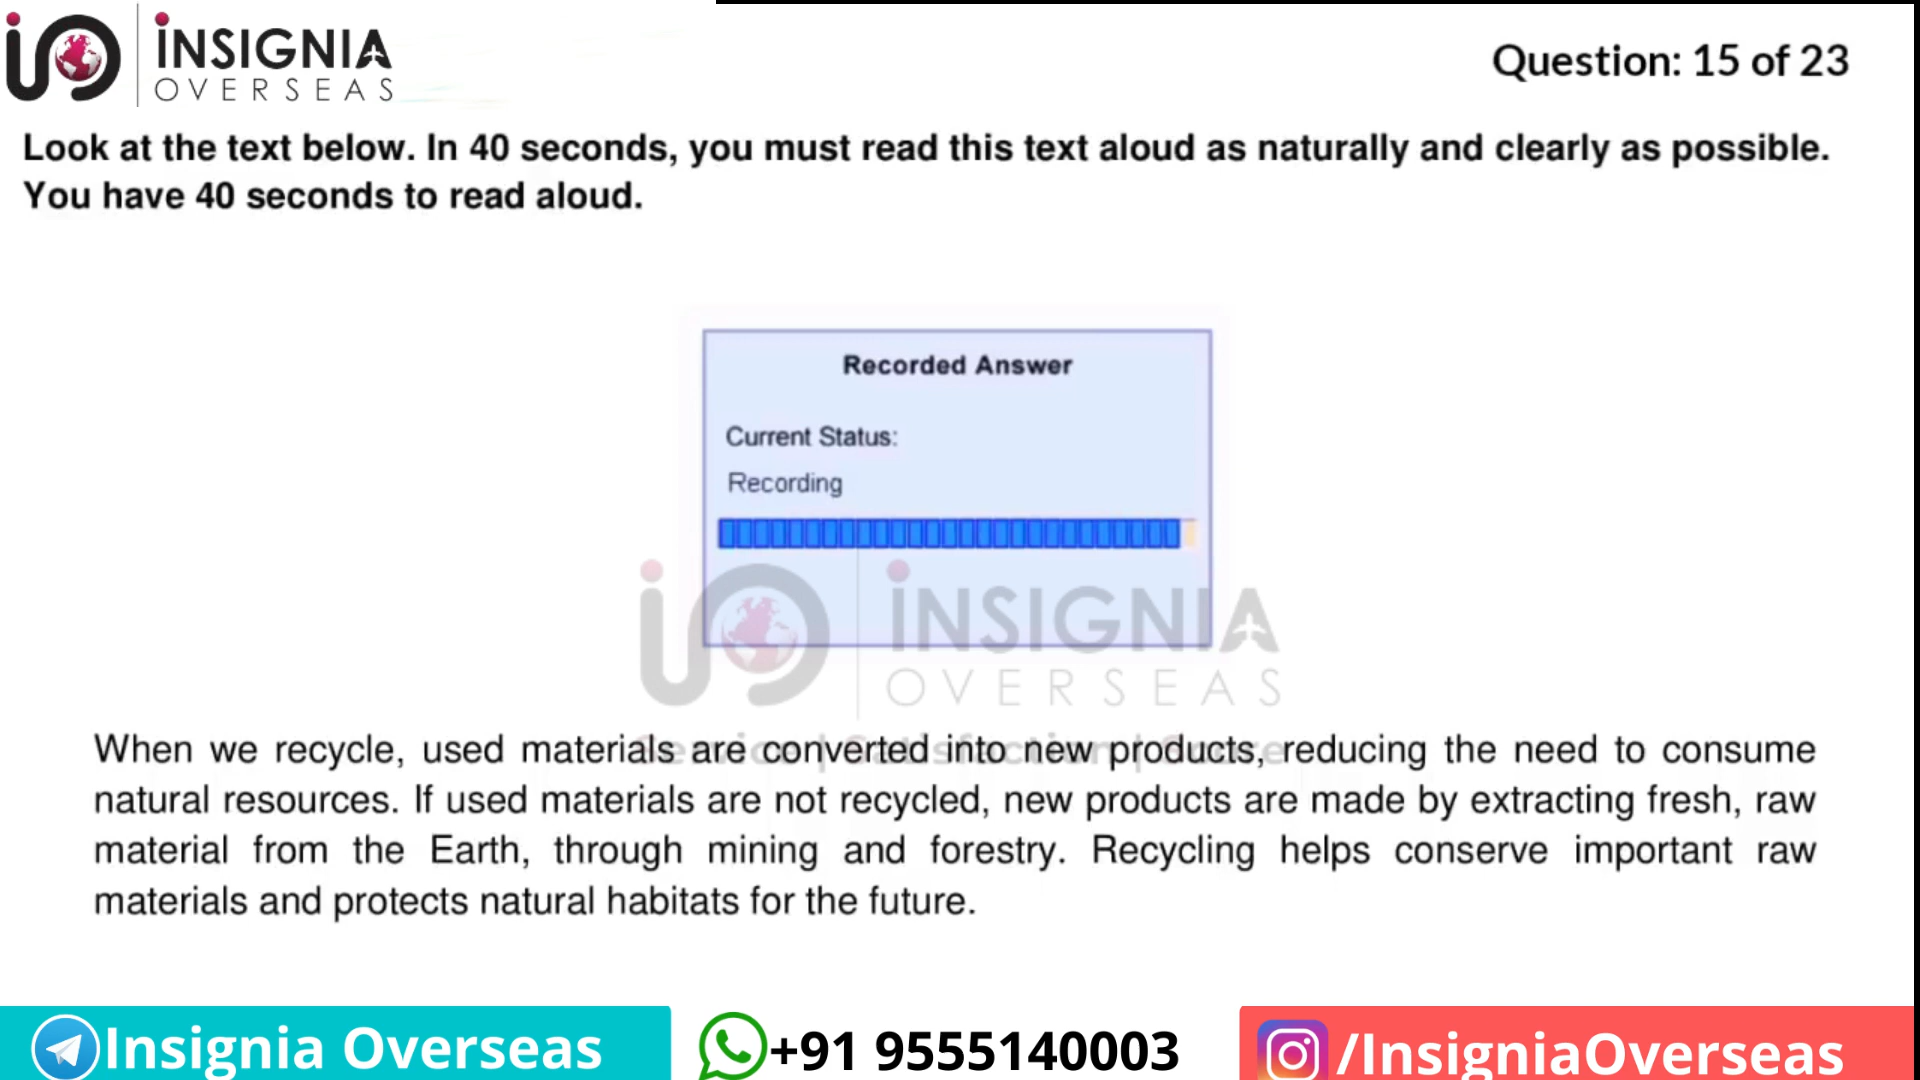 INSIGNIA
OVERSEAS
Question: 15 of 23
Look at the text below. In 40 seconds, you must read this text aloud as naturally and clearly as possible.
You have 40 seconds to read aloud.
Recorded Answer
Current Status:
Recording
INSIGNIA
OVERSEAS
Service | Satisfaction | Score
When we recycle, used materials are converted into new products, reducing the need to consume
natural resources. If used materials are not recycled, new products are made by extracting fresh, raw
material from the Earth, through mining and forestry. Recycling helps conserve important raw
materials and protects natural habitats for the future.
Insignia Overseas
+91 9555140003
/InsigniaOverseas